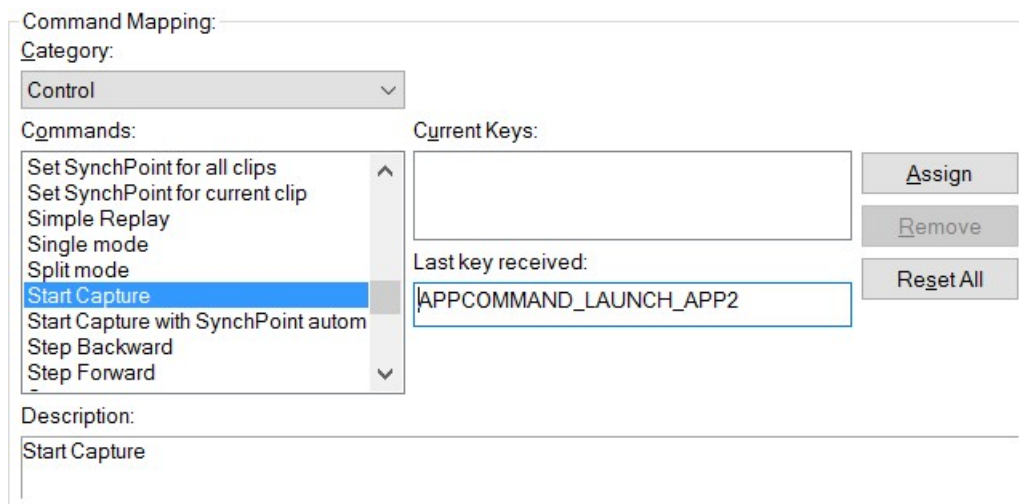 Command Mapping:
Category:
Control
Commands:
Set SynchPoint for all clips
Set SynchPoint for current clip
Simple Replay
Single mode
Split mode
Start Capture
Start Capture with SynchPoint autom
Step Backward
Step Forward
Current Keys:
Last key received:
APPCOMMAND_LAUNCH_APP2
Assign
Remove
Reset All
Description:
Start Capture